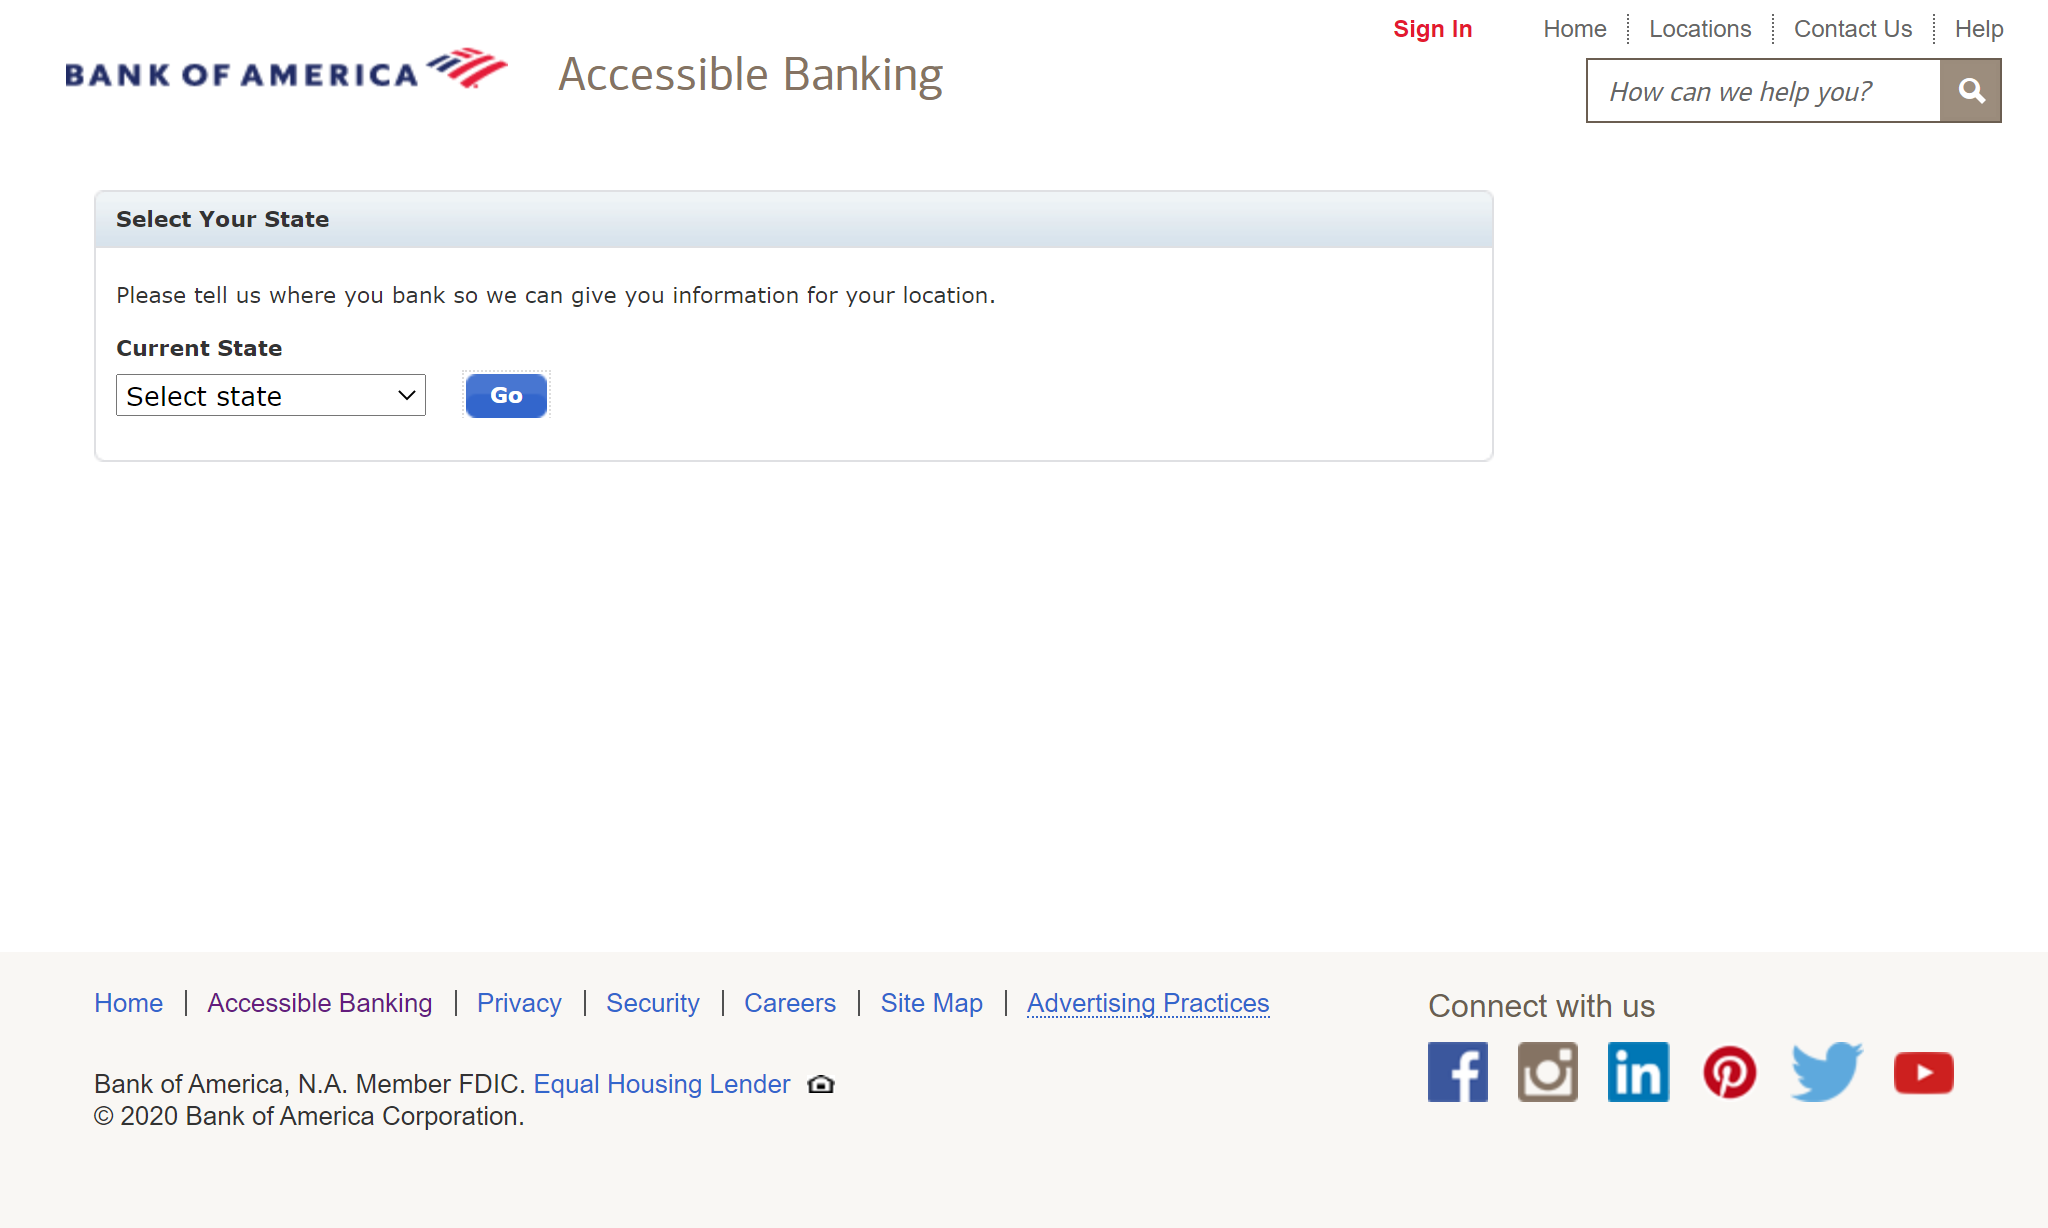 Sign In Home Locations Contact Us Help
BANK OF AMERICA Accessible Banking
How can we help you?
Select Your State
Please tell us where you bank so we can give you information for your location.
Current State
Select state Go
Home Accessible Banking Privacy Security Careers Site Map Advertising Practices
Connect with us
f in
Bank of America, N.A. Member FDIC. Equal Housing Lender
© 2020 Bank of America Corporation.